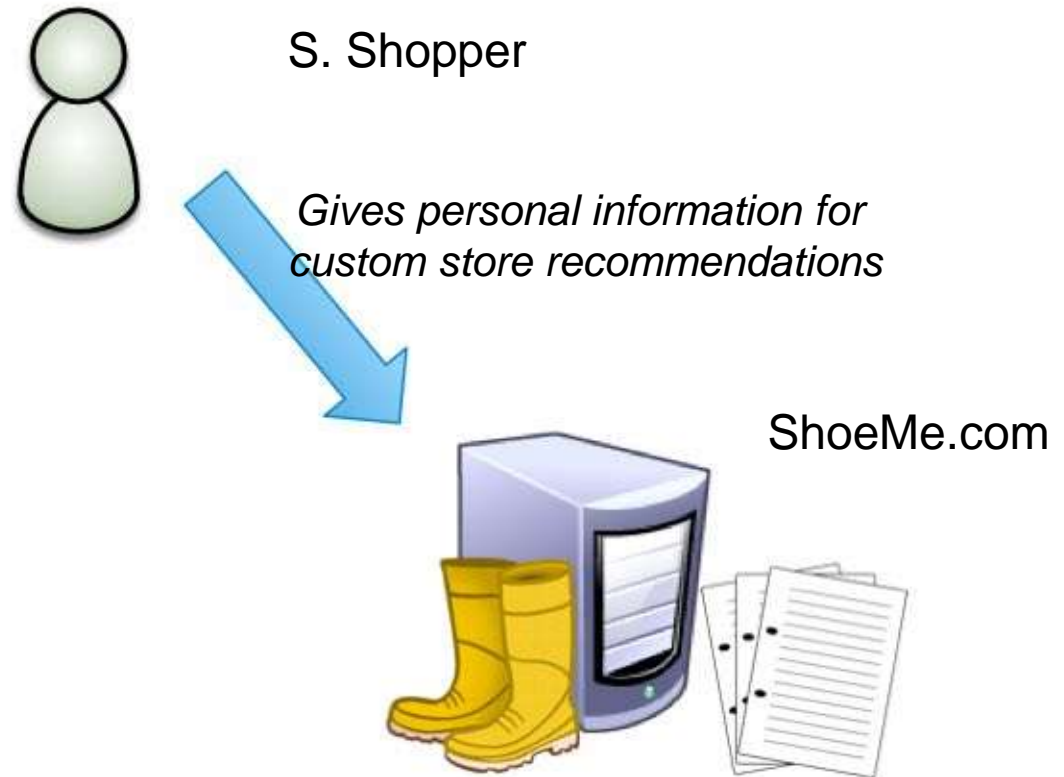 S. Shopper
Gives personal information for
custom store recommendations
ShoeMe.com